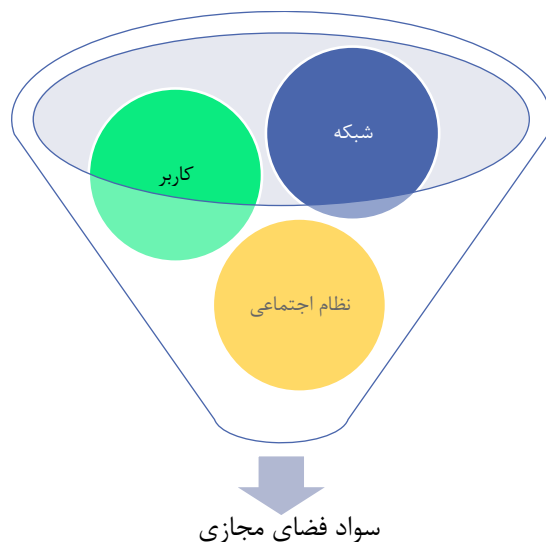 شبکه
کاربر
نظام اجتماعی
سواد فضای مجازی